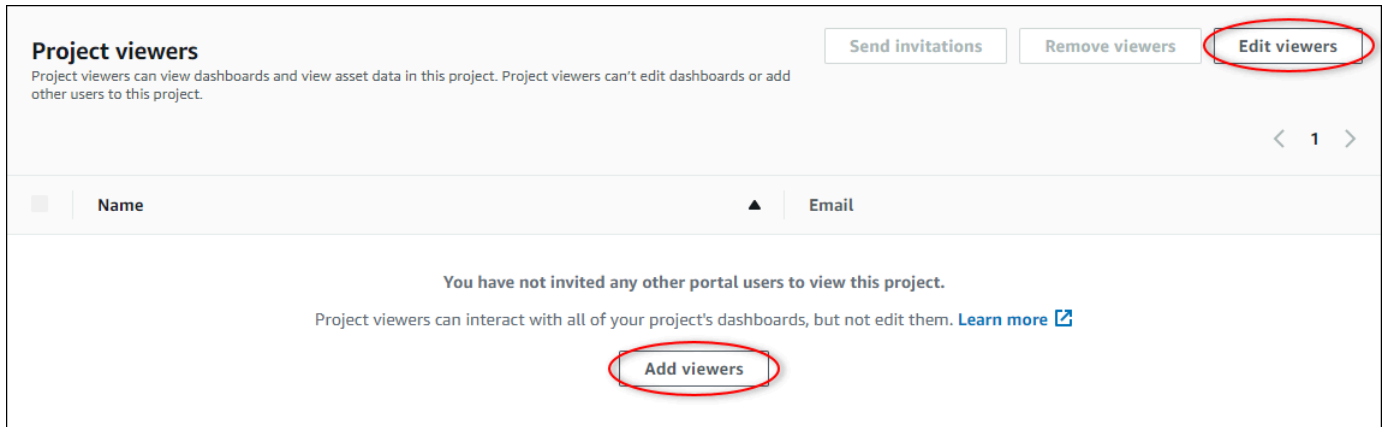 Project viewers
Send invitations
Remove viewers
Edit viewers
Project viewers can view dashboards and view asset data in this project. Project viewers can't edit dashboards or add
other users to this project.
1
Name
Email
You have not invited any other portal users to view this project.
Project viewers can interact with all of your project's dashboards, but not edit them. Learn more
Add viewers